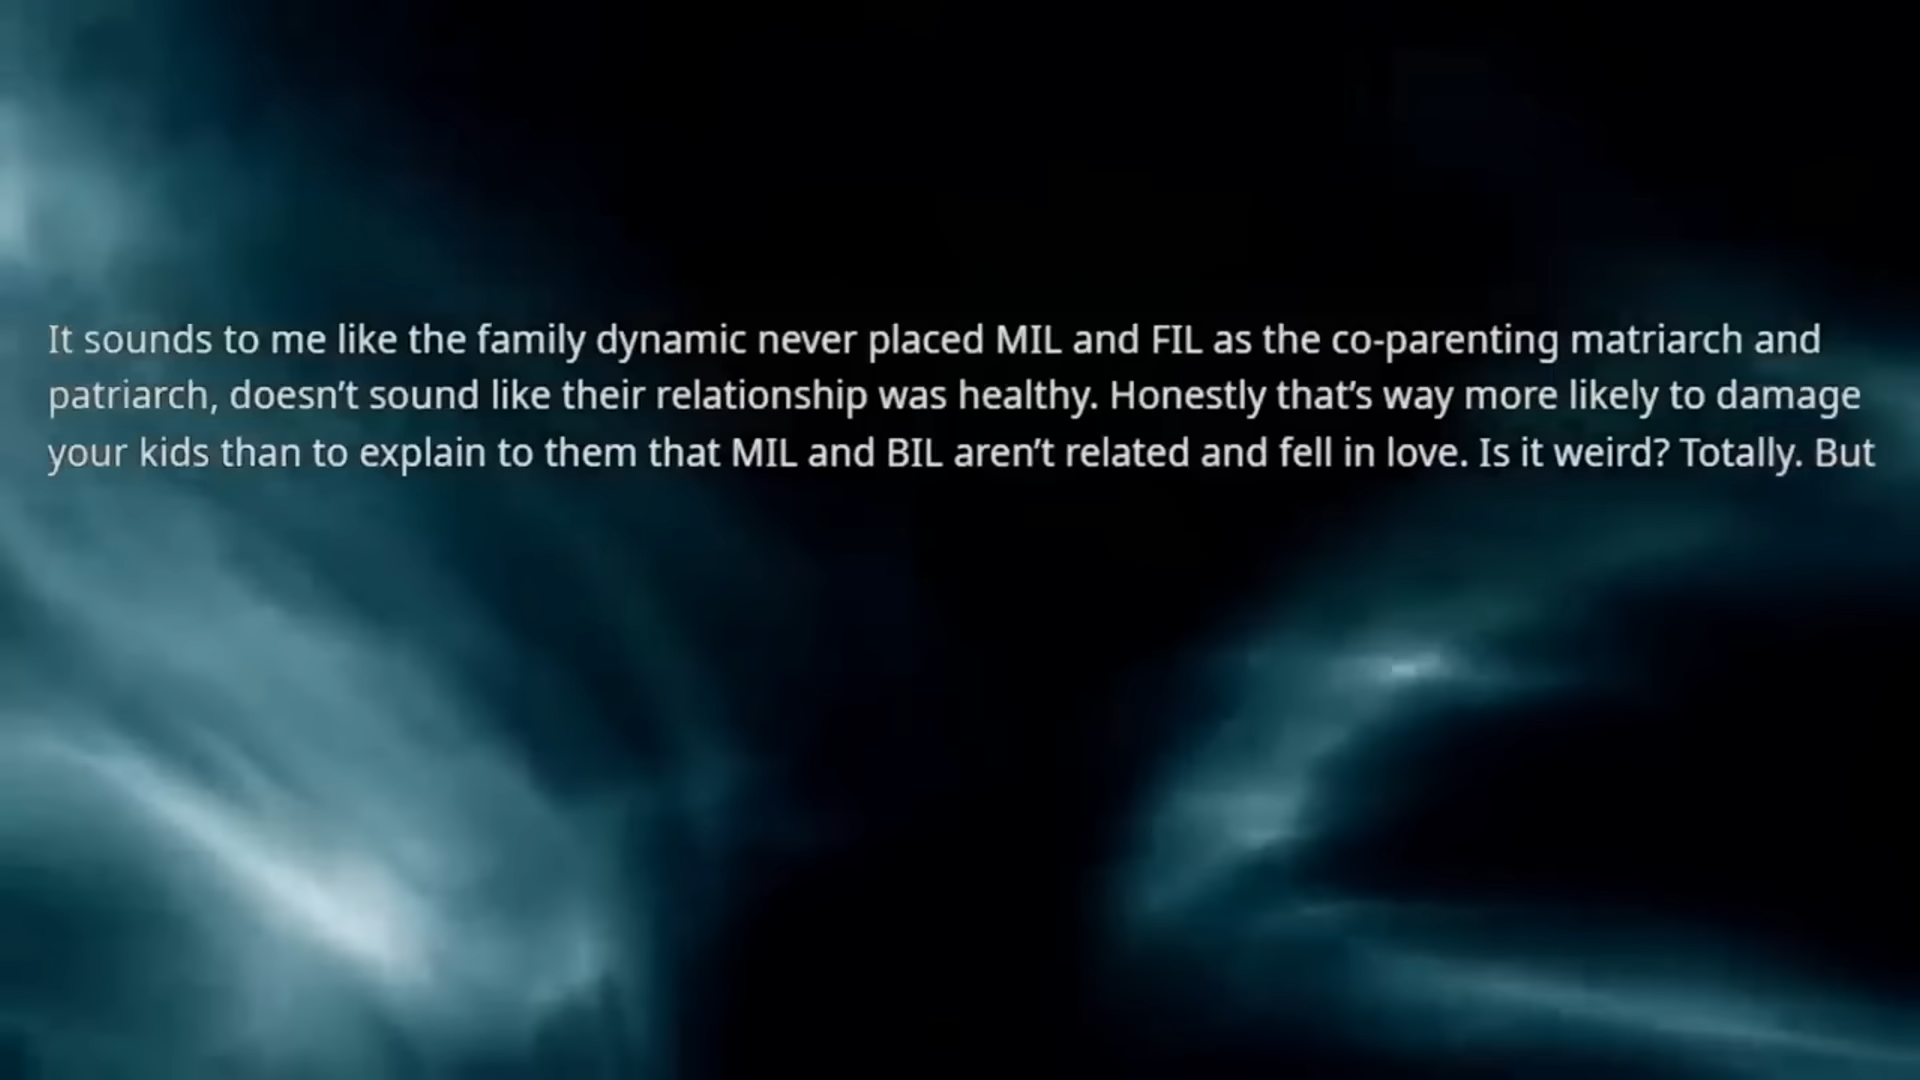 It sounds to me like the family dynamic never placed MIL and FIL as the co-parenting matriarch and
patriarch, doesn’t sound like their relationship was healthy. Honestly that’s way more likely to damage
your kids than to explain to them that MIL and BIL aren’t related and fell in love. Is it weird? Totally. But